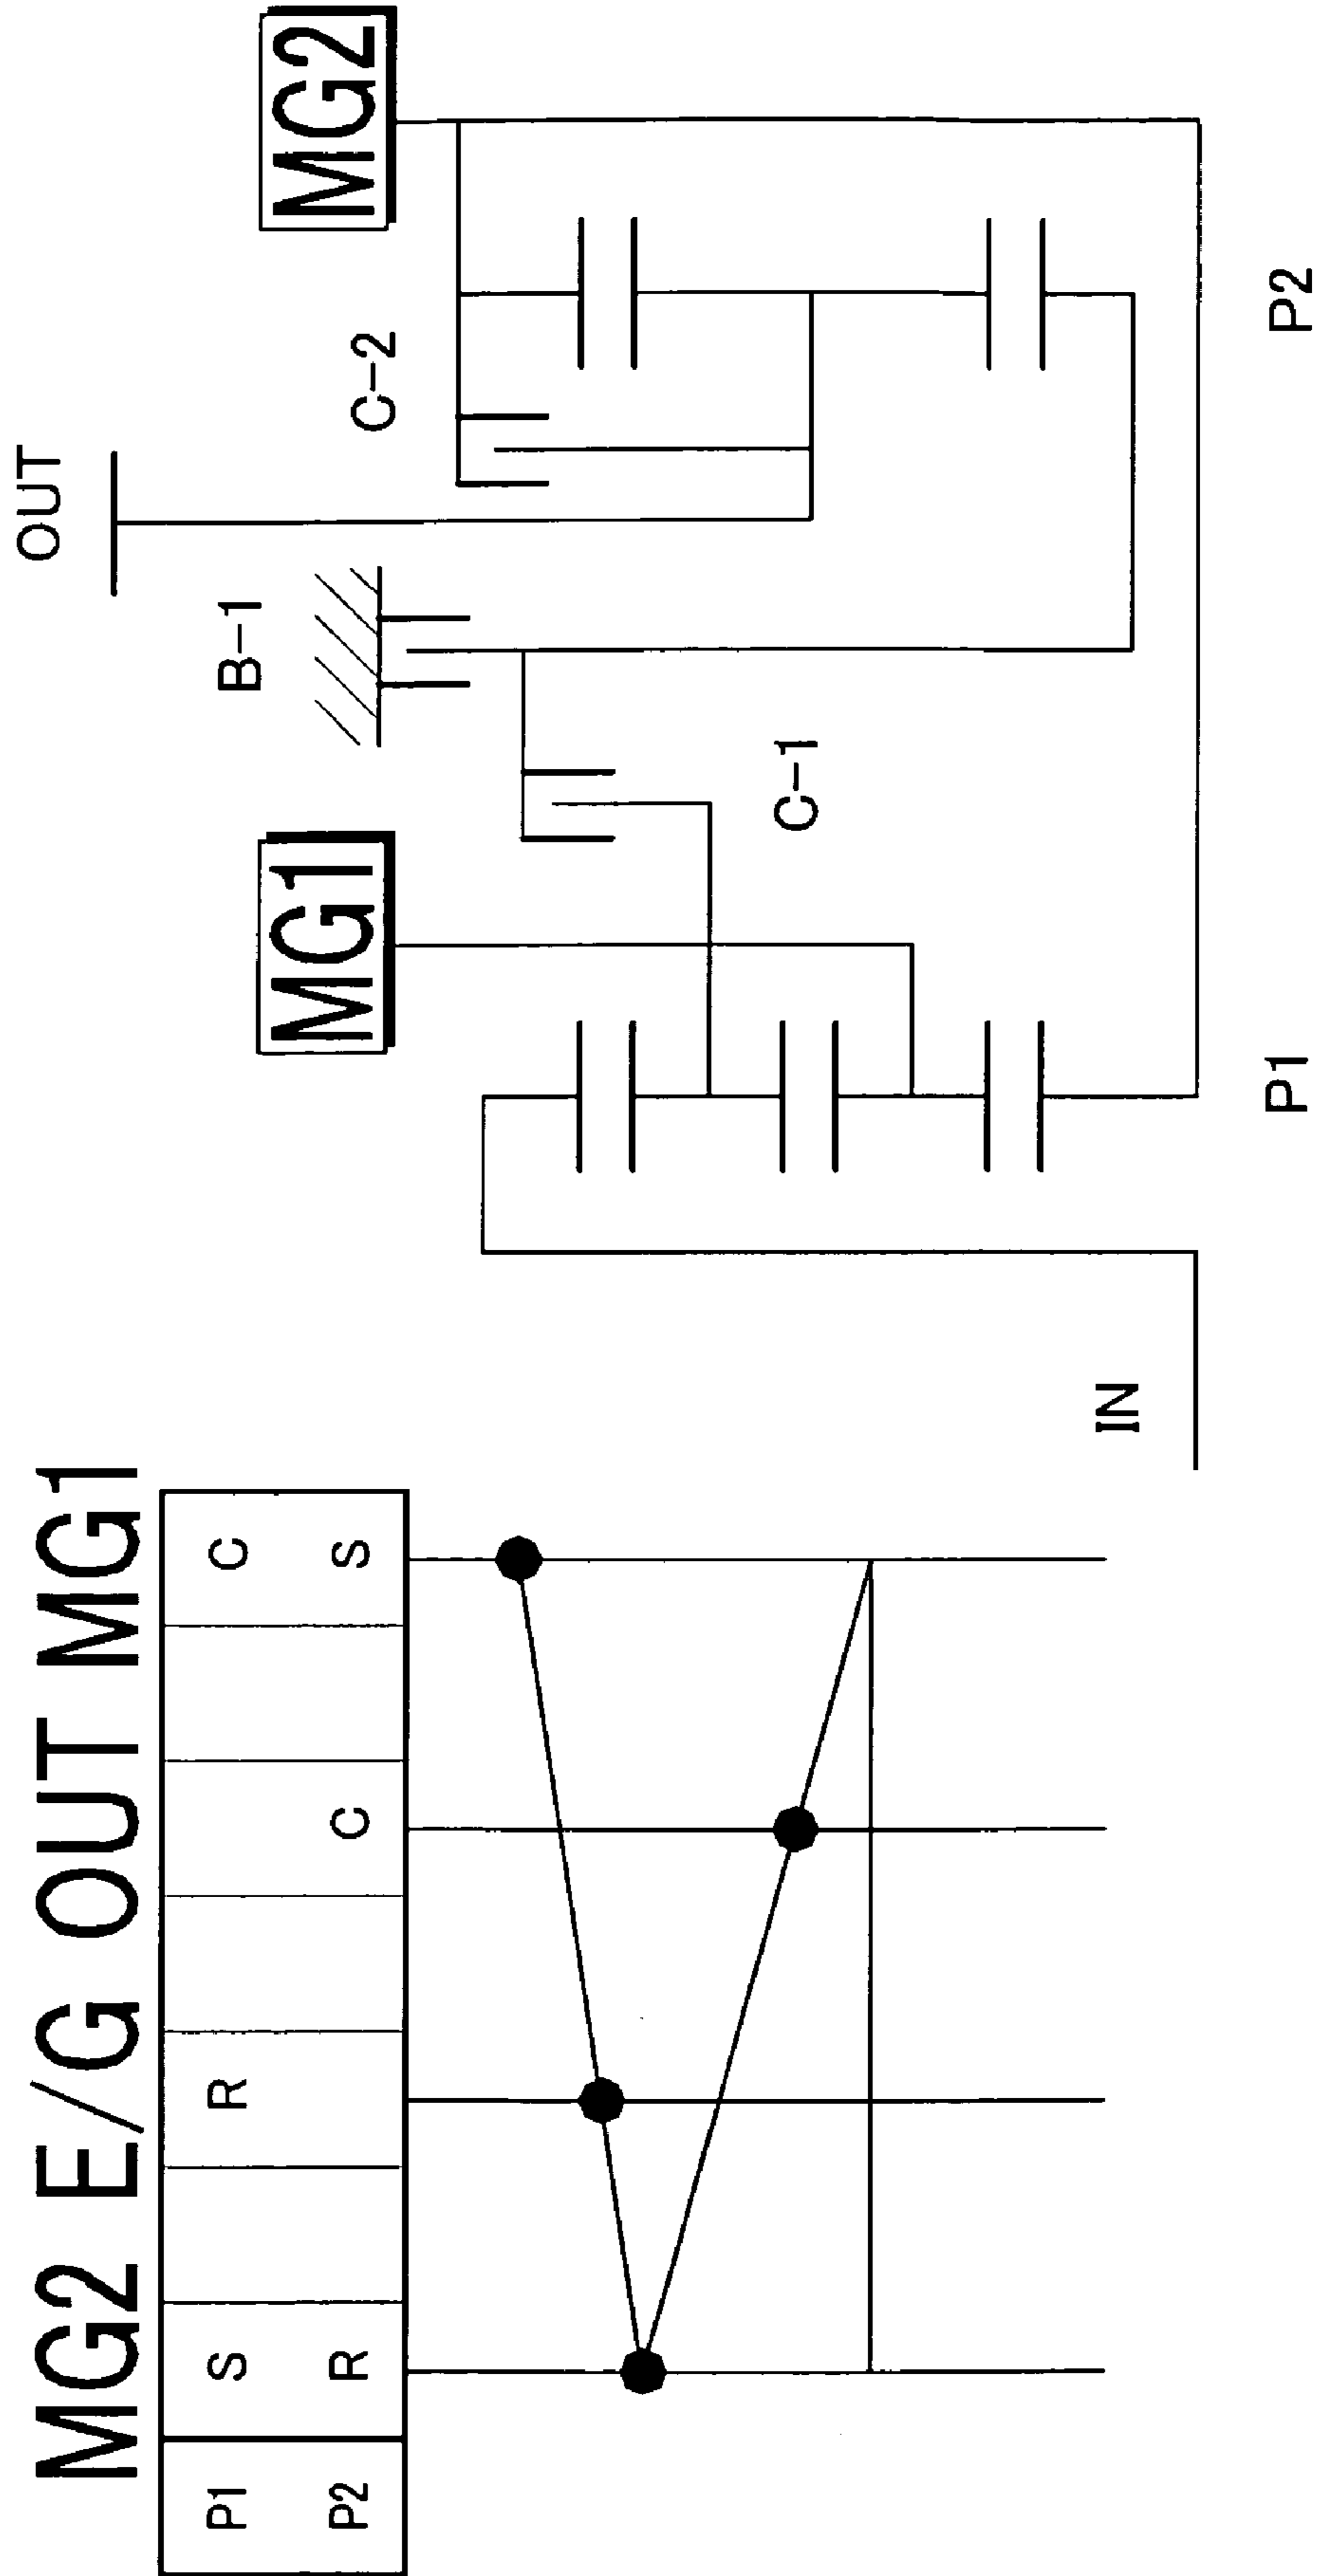 MG2 E/G OUT MG1
P1 S R C
P2 R C S
OUT
MG1
B-1
C-2
MG2
C-1
IN
P1
P2